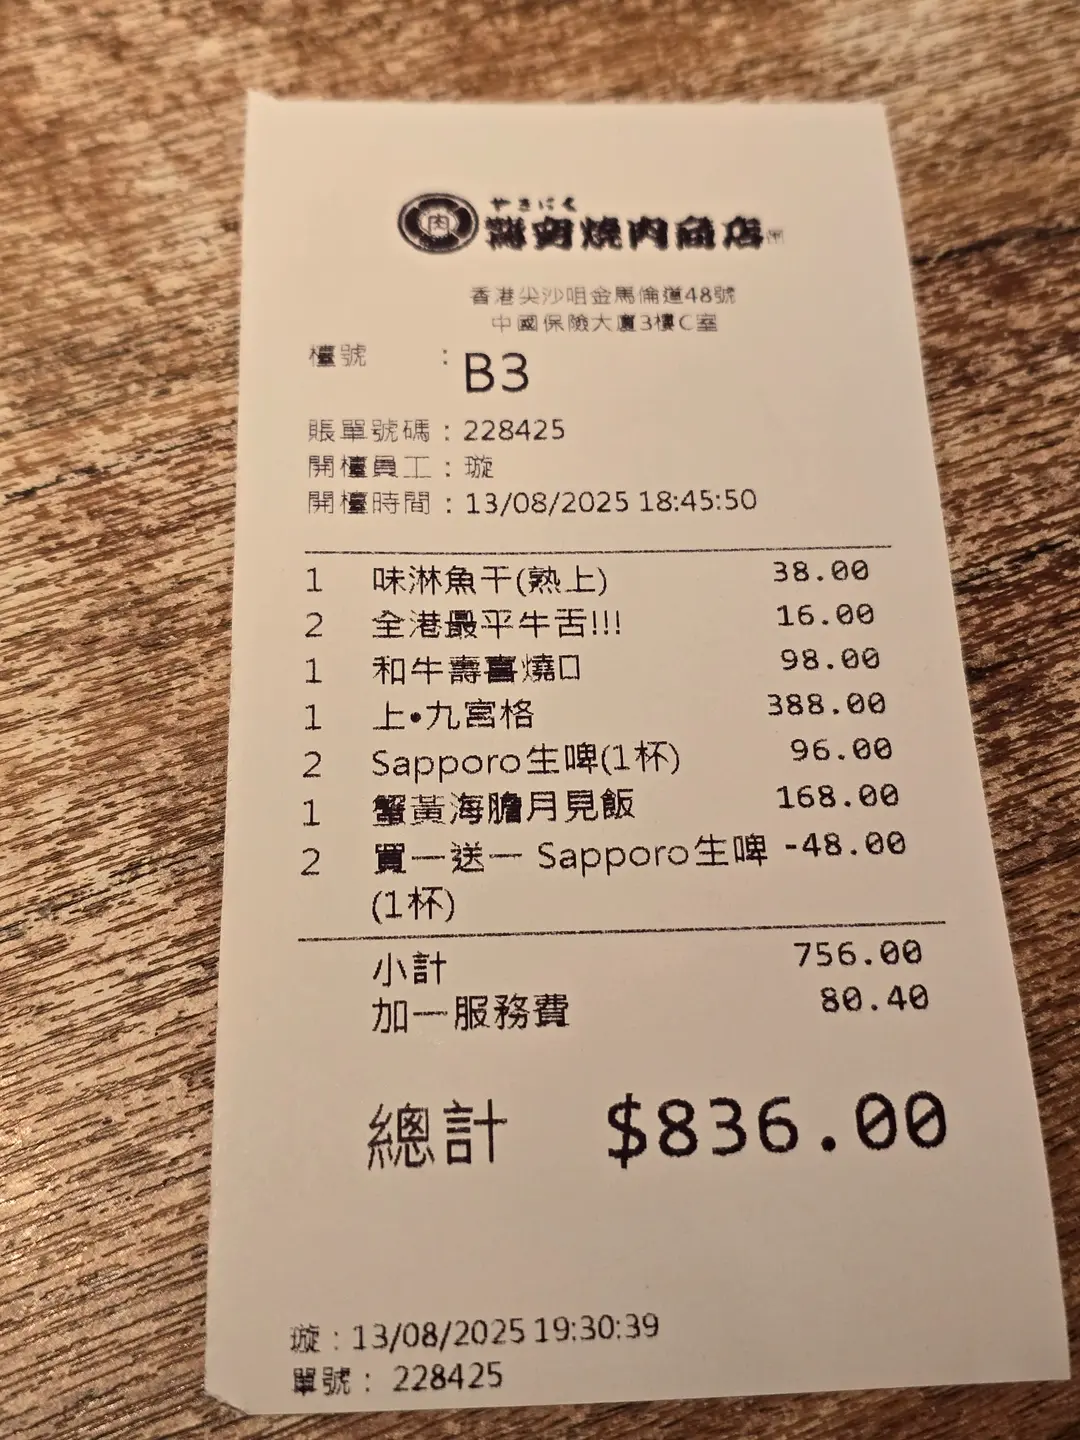 肉
やきにく
燒肉商店
香港尖沙咀金馬倫道48號
中國保險大廈3樓C室
檯號 : B3
賬單號碼 : 228425
開檯員工 : 璇
開檯時間 : 13/08/2025 18:45:50
1 味淋魚干(熟上) 38.00
2 全港最平牛舌!!! 16.00
1 和牛壽喜燒口 98.00
1 上•九宮格 388.00
2 Sapporo生啤(1杯) 96.00
1 蟹黃海膽月見飯 168.00
2 買一送一 Sapporo生啤 -48.00
(1杯)
小計 756.00
加一服務費 80.40
總計 $836.00
璇 : 13/08/2025 19:30:39
單號 : 228425